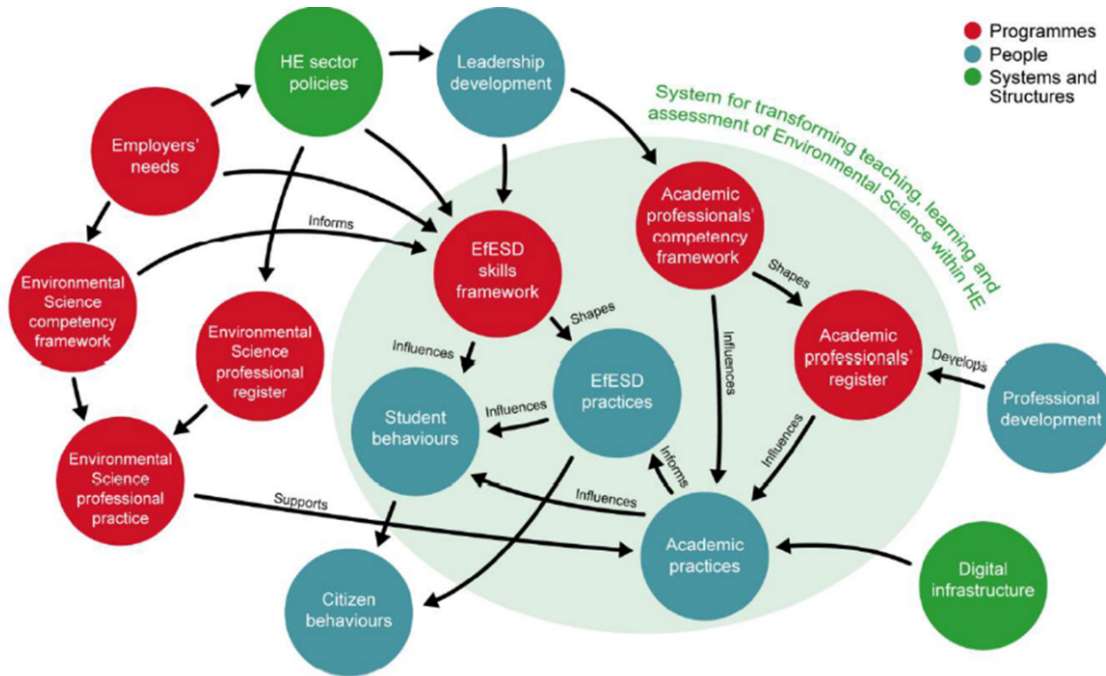 Programmes
People
Systems and
Structures
HE sector
policies
Leadership
development
System for transforming teaching, learning and
assessment of Environmental Science within HE
Employers'
needs
Academic
professionals'
competency
framework
Informs
EfESD
skills
framework
Environmental
Science
competency
framework
Shapes
Shapes
Environmental
Science
professional
register
Influences
Influences
Academic
professionals'
register
Develops
Professional
development
EfESD
practices
Student
behaviours
Influences
Influences
Informs
Environmental
Science
professional
practice
Supports
Influences
Academic
practices
Digital
infrastructure
Citizen
behaviours